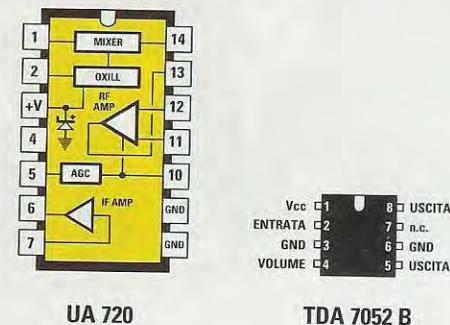 1 MIXER 14
2 OXILL 13
+V RF AMP 12
4 11
5 AGC 10
6 IF AMP GND
7 GND
Vcc 1 8 USCITA
ENTRATA 2 7 n.c.
GND 3 6 GND
VOLUME 4 5 USCITA
UA 720
TDA 7052 B